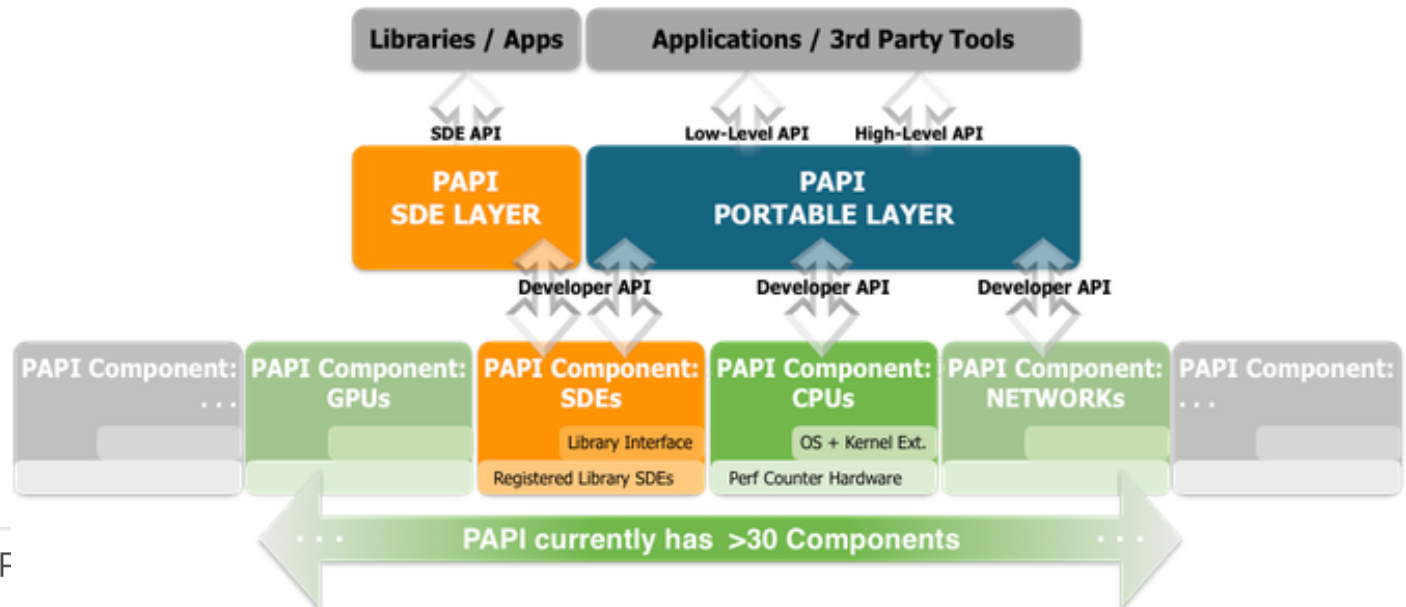 Libraries / Apps
Applications / 3rd Party Tools
SDE API
Low-Level API
High-Level API
PAPI
SDE LAYER
PAPI
PORTABLE LAYER
Developer API
Developer API
Developer API
PAPI Component:
. . .
PAPI Component:
GPUs
PAPI Component:
SDEs
Library Interface
Registered Library SDEs
PAPI Component:
CPUs
OS + Kernel Ext.
Perf Counter Hardware
PAPI Component:
NETWORKs
PAPI Component:
. . .
. . . PAPI currently has >30 Components . . .